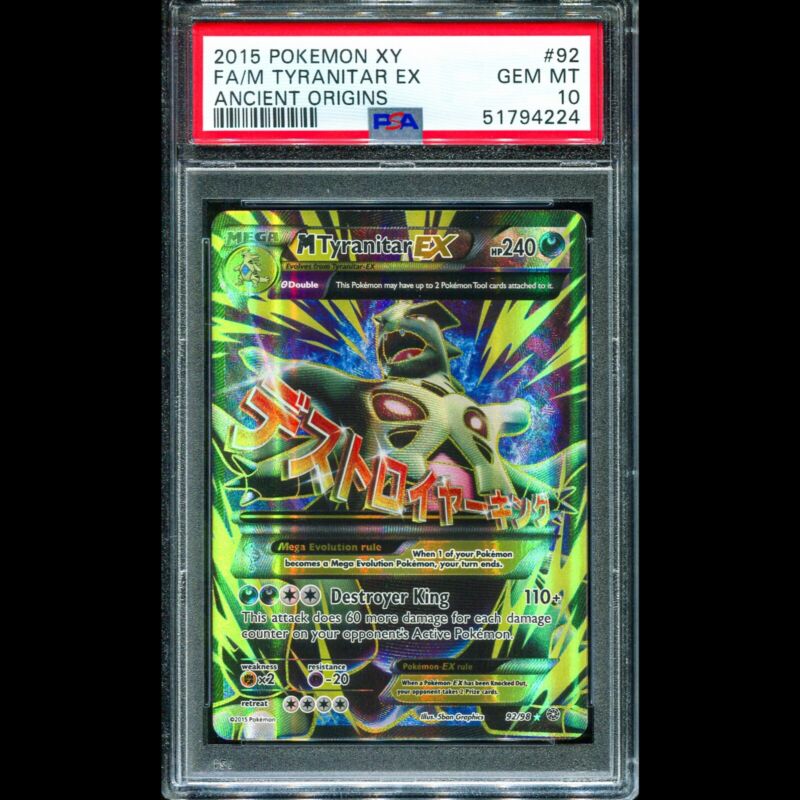 2015 POKEMON XY #92
FA/M TYRANITAR EX GEM MT
ANCIENT ORIGINS 10
PSA 51794224
MEGA MTyranitarEX HP240
Evolves from Tyranitar-EX
θDouble This Pokémon may have up to 2 Pokémon Tool cards attached to it.
デストロイヤーキング
Mega Evolution rule When 1 of your Pokémon
becomes a Mega Evolution Pokémon, your turn ends.
Destroyer King 110+
This attack does 60 more damage for each damage
counter on your opponent's Active Pokémon.
weakness resistance Pokémon-EX rule
×2 -20 When a Pokémon-EX has been Knocked Out,
your opponent takes 2 Prize cards.
retreat
©2015 Pokémon Illus. 5ban Graphics 92/98